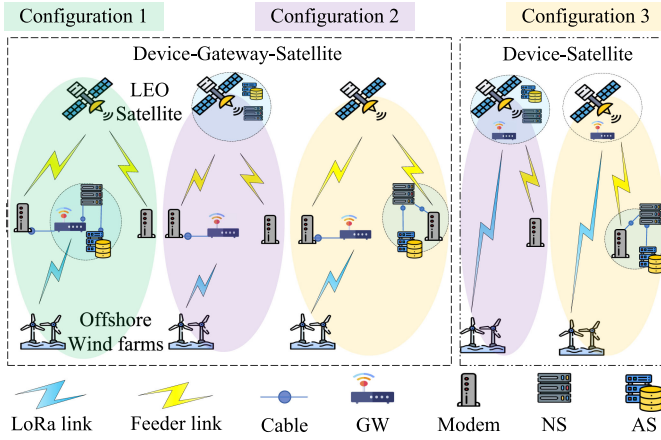 Configuration 1
Configuration 2
Configuration 3
Device-Gateway-Satellite
Device-Satellite
LEO
Satellite
Offshore
Wind farms
LoRa link
Feeder link
Cable
GW
Modem
NS
AS